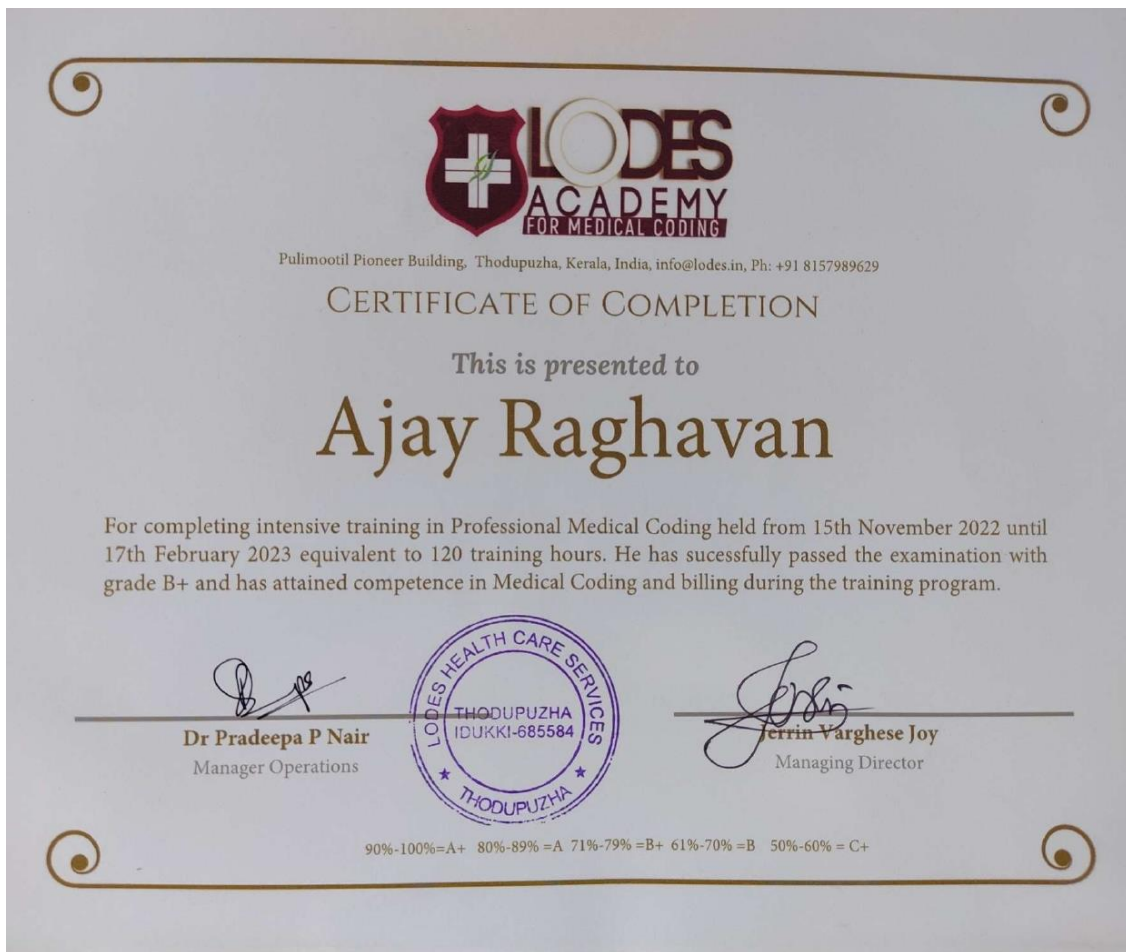 LODES
ACADEMY
FOR MEDICAL CODING
Pulimootil Pioneer Building, Thodupuzha, Kerala, India, info@lodes.in, Ph: +91 8157989629
CERTIFICATE OF COMPLETION
This is presented to
Ajay Raghavan
For completing intensive training in Professional Medical Coding held from 15th November 2022 until
17th February 2023 equivalent to 120 training hours. He has sucessfully passed the examination with
grade B+ and has attained competence in Medical Coding and billing during the training program.
LODES HEALTH CARE SERVICES
THODUPUZHA
IDUKKI-685584
THODUPUZHA
Dr Pradeepa P Nair
Manager Operations
Jerrin Varghese Joy
Managing Director
90%-100%=A+ 80%-89% =A 71%-79% =B+ 61%-70% =B 50%-60% = C+